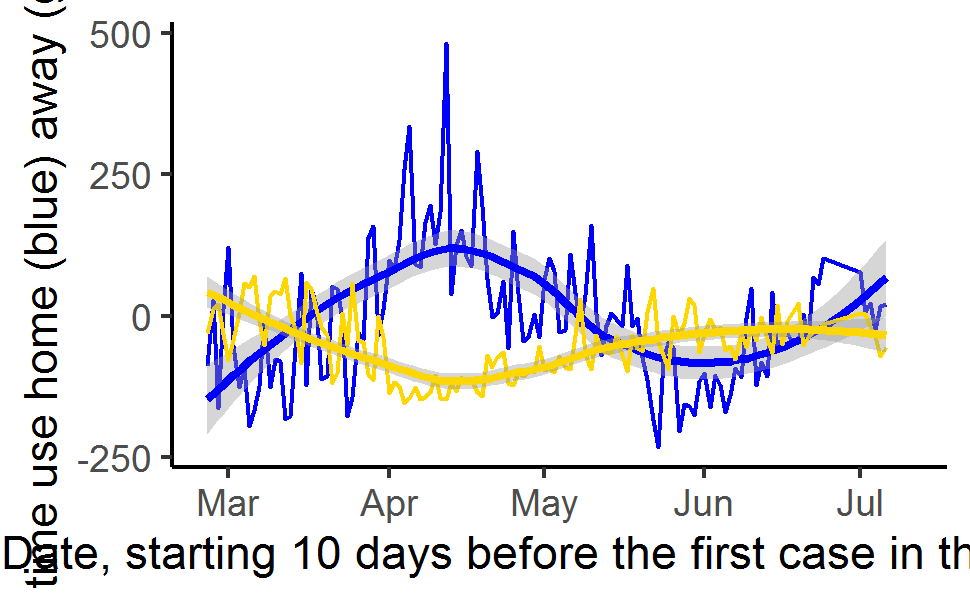 time use home (blue) away (
500
250
0
-250
Mar Apr May Jun Jul
Date, starting 10 days before the first case in th